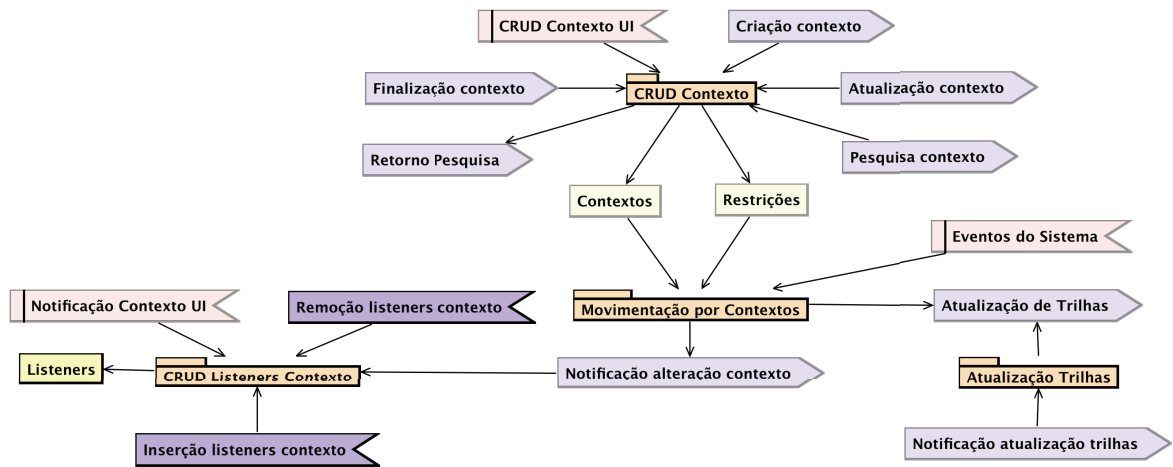 CRUD Contexto UI
Criação contexto
Finalização contexto
CRUD Contexto
Atualização contexto
Retorno Pesquisa
Pesquisa contexto
Contextos
Restrições
Eventos do Sistema
Notificação Contexto UI
Remoção listeners contexto
Movimentação por Contextos
Atualização de Trilhas
Listeners
CRUD Listeners Contexto
Notificação alteração contexto
Atualização Trilhas
Inserção listeners contexto
Notificação atualização trilhas